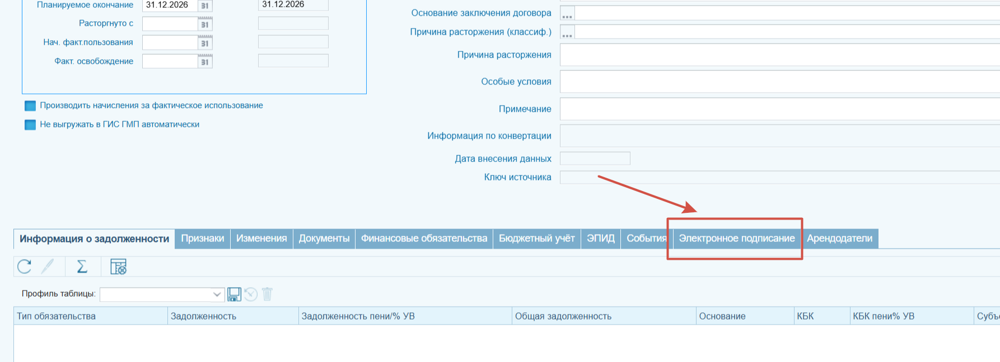 Планируемое окончание 31.12.2026 31 31.12.2026
Расторгнуто с 31
Нач. факт.пользования 31
Факт. освобождение 31
Производить начисления за фактическое использование
Не выгружать в ГИС ГМП автоматически
Основание заключения договора ...
Причина расторжения (классиф.) ...
Причина расторжения
Особые условия
Примечание
Информация по конвертации
Дата внесения данных
Ключ источника
Информация о задолженности Признаки Изменения Документы Финансовые обязательства Бюджетный учёт ЭПИД События Электронное подписание Арендодатели
Σ
Профиль таблицы:
Тип обязательства Задолженность Задолженность пени/% УВ Общая задолженность Основание КБК КБК пени% УВ Субъ